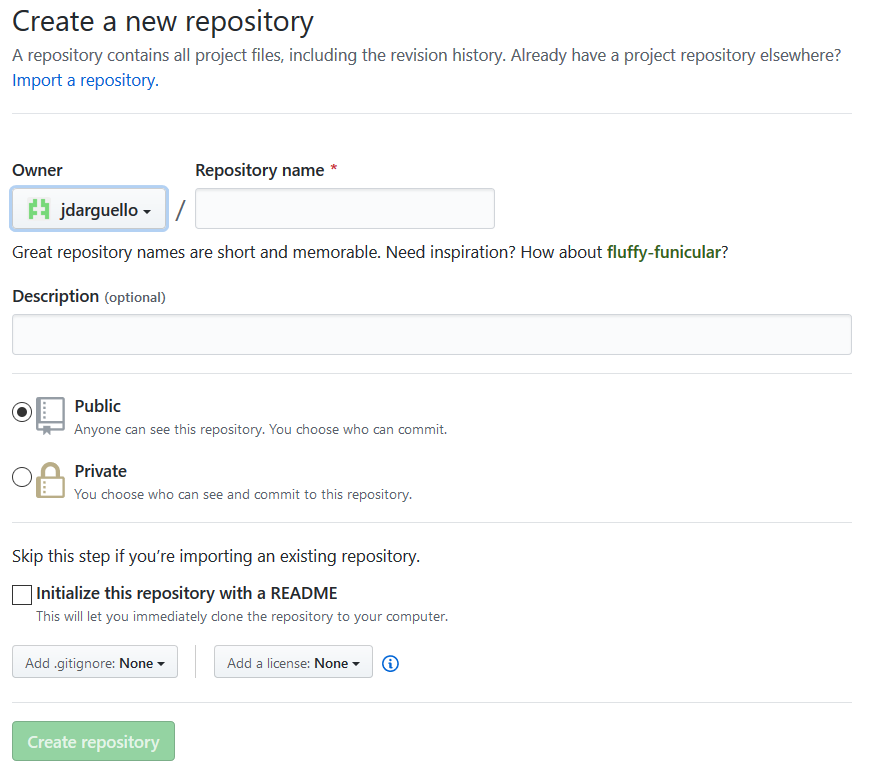 Create a new repository
A repository contains all project files, including the revision history. Already have a project repository elsewhere?
Import a repository.
Owner
Repository name *
jdarguello
/
Great repository names are short and memorable. Need inspiration? How about fluffy-funicular?
Description (optional)
Public
Anyone can see this repository. You choose who can commit.
Private
You choose who can see and commit to this repository.
Skip this step if you’re importing an existing repository.
Initialize this repository with a README
This will let you immediately clone the repository to your computer.
Add .gitignore: None
Add a license: None
Create repository